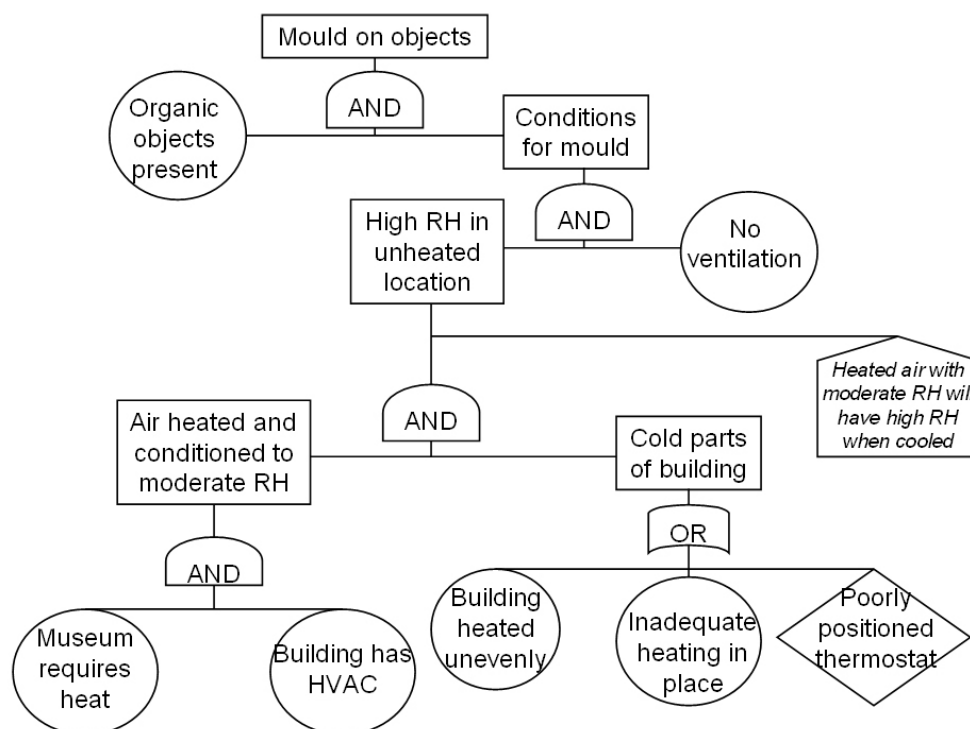 Mould on objects
AND
Organic
objects
present
Conditions
for mould
AND
High RH in
unheated
location
No
ventilation
Heated air with
moderate RH will
have high RH
when cooled
AND
Air heated and
conditioned to
moderate RH
Cold parts
of building
AND
OR
Museum
requires
heat
Building has
HVAC
Building
heated
unevenly
Inadequate
heating in
place
Poorly
positioned
thermostat